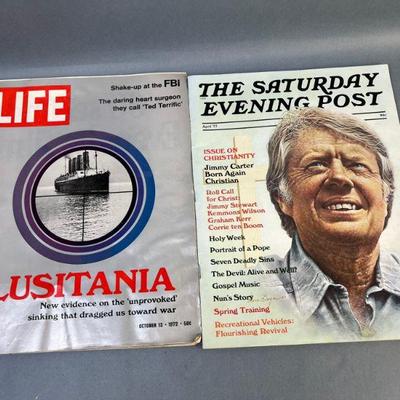 LIFE
Shake-up at the FBI
The daring heart surgeon
they call 'Ted Terrific'
LUSITANIA
New evidence on the 'unprovoked'
sinking that dragged us toward war
OCTOBER 13 • 1972 • 50¢
THE SATURDAY
EVENING POST
April '77
ISSUE ON
CHRISTIANITY
Jimmy Carter
Born Again
Christian
Roll Call
for Christ:
Jimmy Stewart
Kemmons Wilson
Graham Kerr
Corrie ten Boom
Holy Week
Portrait of a Pope
Seven Deadly Sins
The Devil: Alive and Well?
Gospel Music
Nun's Story
Spring Training
Recreational Vehicles:
Flourishing Revival